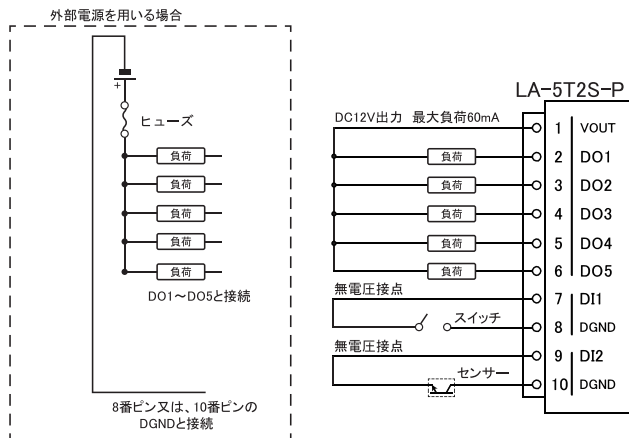 外部電源を用いる場合
+
ヒューズ
負荷
負荷
負荷
負荷
負荷
DO1～DO5と接続
8番ピン又は、10番ピンの
DGNDと接続
LA-5T2S-P
DC12V出力 最大負荷60mA
1 VOUT
負荷 2 DO1
負荷 3 DO2
負荷 4 DO3
負荷 5 DO4
負荷 6 DO5
無電圧接点 7 DI1
スイッチ 8 DGND
無電圧接点 9 DI2
センサー 10 DGND